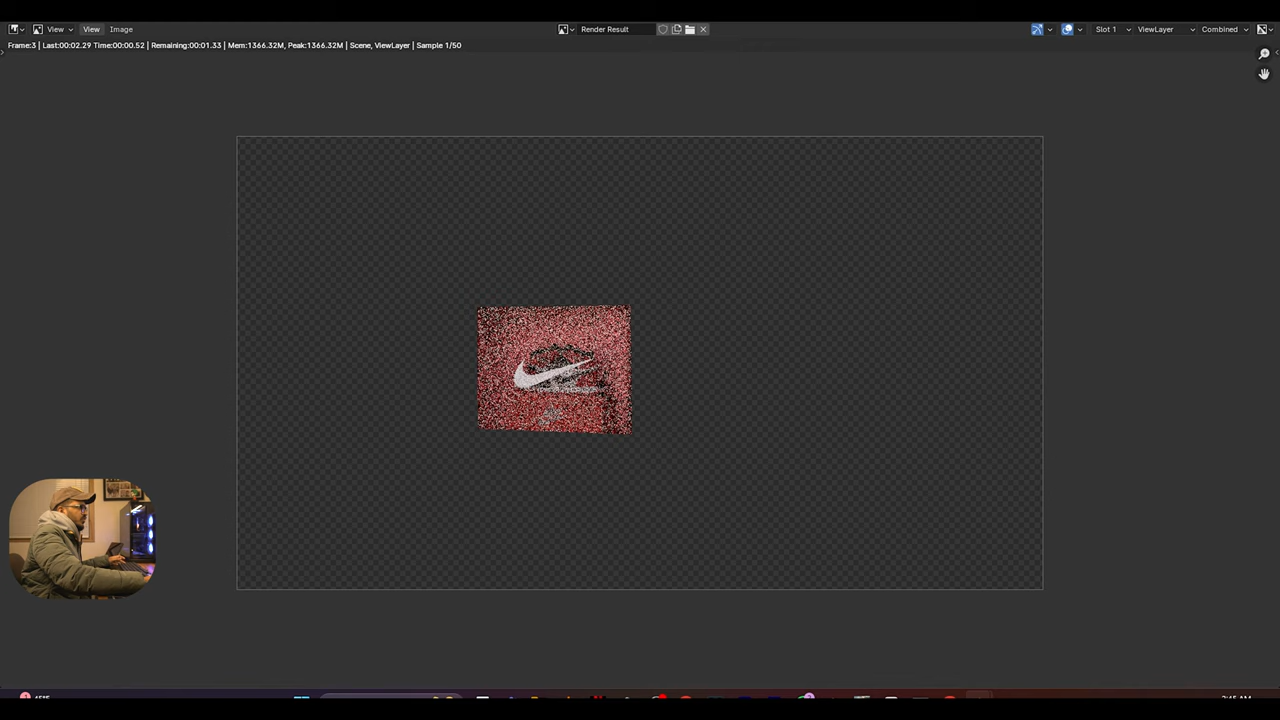 View View Image Render Result Slot 1 ViewLayer Combined
Frame:3 | Last:00:02.29 Time:00:00.52 | Remaining:00:01.33 | Mem:1366.32M, Peak:1366.32M | Scene, ViewLayer | Sample 1/50